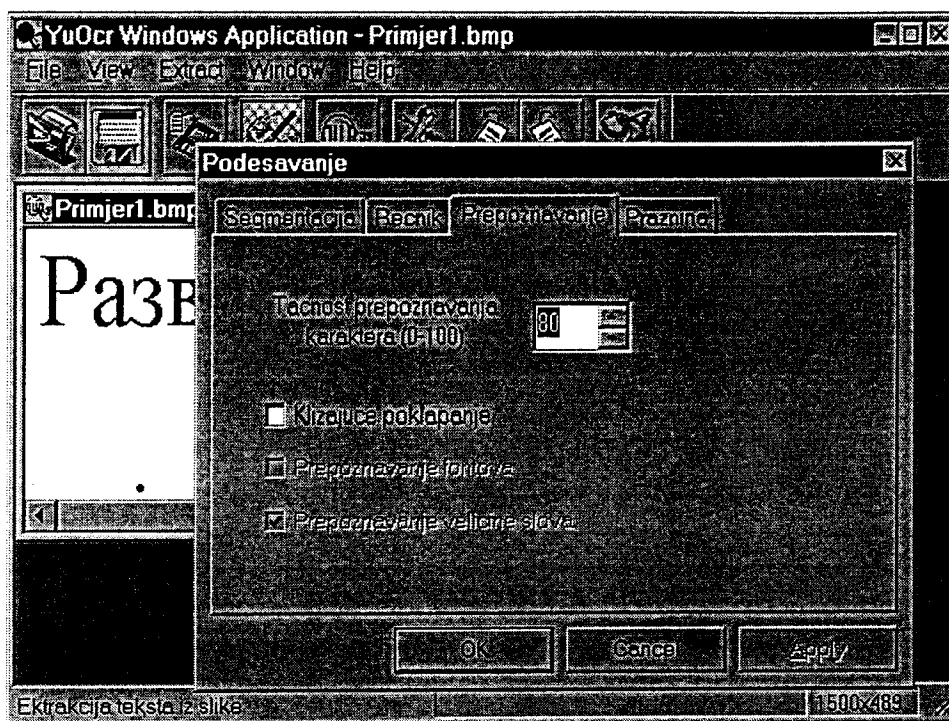 YuOcr Windows Application - Primjer1.bmp
File View Extract Window Help
Podesavanje
Primjer1.bmp
Segmentacija Recnik Prepoznavanje Praznina
Разв
Tacnost prepoznavanja
karaktera (0-100)
80
Klizajuce poklapanje
Prepoznavanje fontova
Prepoznavanje velicine slova
OK Cancel Apply
Ektrakcija teksta iz slike
1500x489